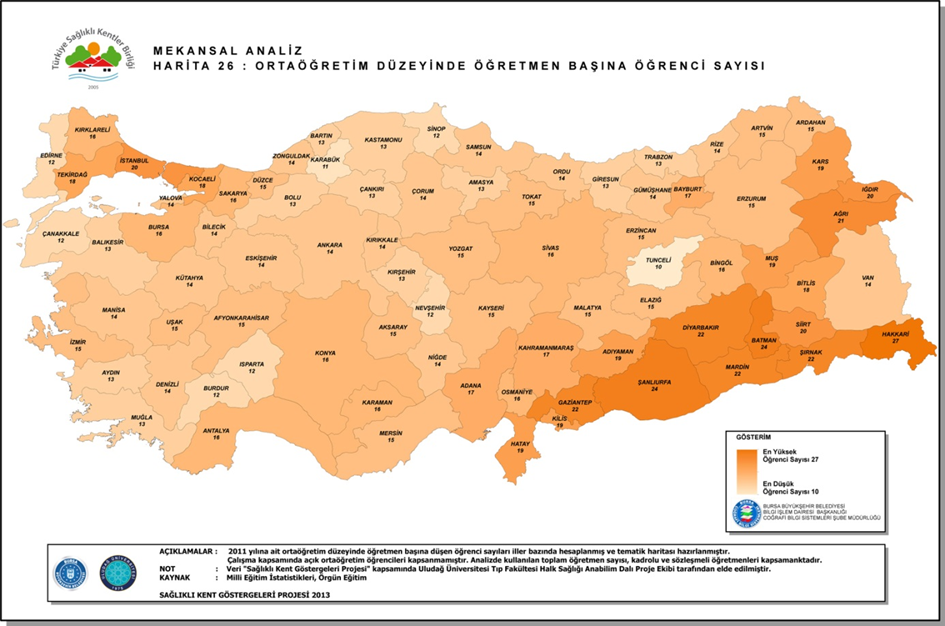 Türkiye Sağlıklı Kentler Birliği
2005
MEKANSAL ANALİZ
HARİTA 26 : ORTAÖĞRETİM DÜZEYİNDE ÖĞRETMEN BAŞINA ÖĞRENCİ SAYISI
KIRKLARELİ
16
EDİRNE
12
TEKİRDAĞ
18
İSTANBUL
20
KOCAELİ
18
YALOVA
14
SAKARYA
16
DÜZCE
15
ZONGULDAK
14
BARTIN
13
KARABÜK
11
KASTAMONU
13
SİNOP
12
SAMSUN
14
ORDU
14
GİRESUN
13
TRABZON
13
RİZE
14
ARTVİN
15
ARDAHAN
15
KARS
19
IĞDIR
20
AĞRI
21
BOLU
13
ÇANKIRI
13
ÇORUM
14
AMASYA
13
TOKAT
15
GÜMÜŞHANE
14
BAYBURT
17
ERZURUM
15
ÇANAKKALE
12
BALIKESİR
13
BURSA
16
BİLECİK
14
ESKİŞEHİR
14
ANKARA
14
KIRIKKALE
14
YOZGAT
15
SİVAS
16
ERZİNCAN
15
TUNCELİ
10
BİNGÖL
16
MUŞ
19
BİTLİS
18
VAN
14
KÜTAHYA
14
KIRŞEHİR
13
NEVŞEHİR
12
KAYSERİ
15
MALATYA
15
ELAZIĞ
15
MANİSA
14
UŞAK
15
AFYONKARAHİSAR
15
AKSARAY
15
DİYARBAKIR
22
BATMAN
24
SİİRT
20
ŞIRNAK
22
HAKKARİ
27
İZMİR
15
AYDIN
13
DENİZLİ
14
ISPARTA
12
BURDUR
12
KONYA
16
NİĞDE
14
KAHRAMANMARAŞ
17
ADIYAMAN
19
MARDİN
22
ŞANLIURFA
24
MUĞLA
13
ANTALYA
16
KARAMAN
16
MERSİN
15
ADANA
17
OSMANİYE
16
GAZİANTEP
22
KİLİS
19
HATAY
19
GÖSTERİM
En Yüksek
Öğrenci Sayısı 27
En Düşük
Öğrenci Sayısı 10
BURSA BÜYÜKŞEHİR BELEDİYESİ
BİLGİ İŞLEM DAİRESİ BAŞKANLIĞI
COĞRAFİ BİLGİ SİSTEMLERİ ŞUBE MÜDÜRLÜĞÜ
AÇIKLAMALAR : 2011 yılına ait ortaöğretim düzeyinde öğretmen başına düşen öğrenci sayıları iller bazında hesaplanmış ve tematik haritası hazırlanmıştır.
Çalışma kapsamında açık ortaöğretim öğrencileri kapsanmamıştır. Analizde kullanılan toplam öğretmen sayısı, kadrolu ve sözleşmeli öğretmenleri kapsamaktadır.
NOT : Veri "Sağlıklı Kent Göstergeleri Projesi" kapsamında Uludağ Üniversitesi Tıp Fakültesi Halk Sağlığı Anabilim Dalı Proje Ekibi tarafından elde edilmiştir.
KAYNAK : Milli Eğitim İstatistikleri, Örgün Eğitim
SAĞLIKLI KENT GÖSTERGELERİ PROJESİ 2013